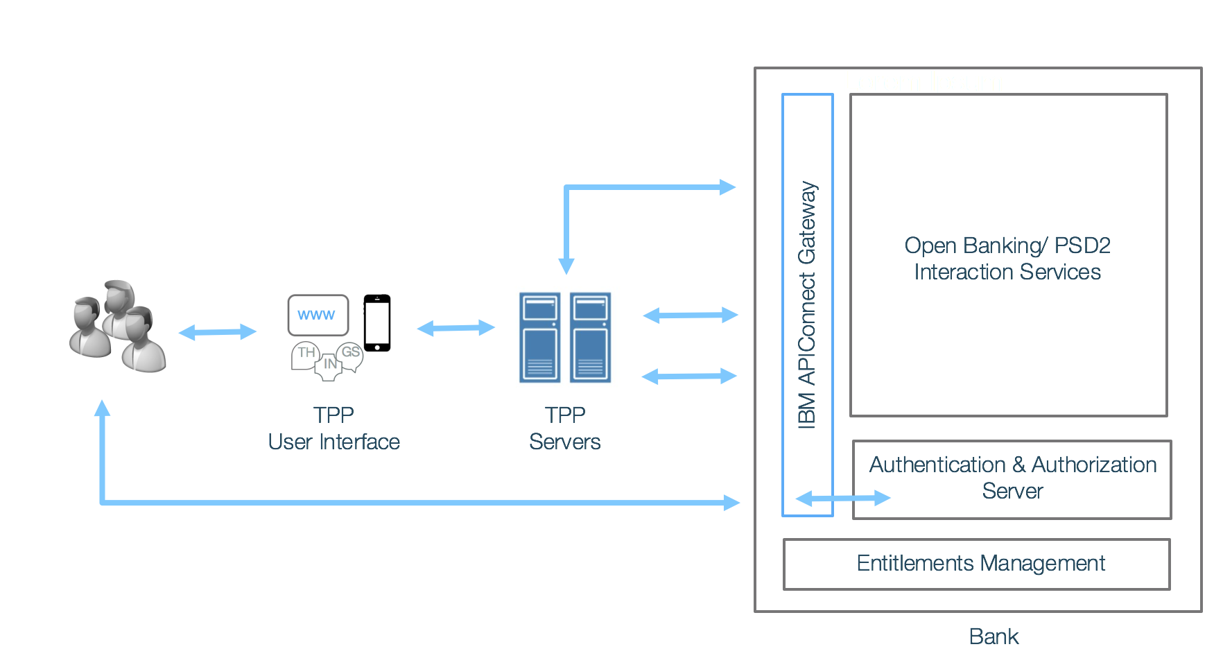 IBM APIConnect Gateway
Open Banking/ PSD2
Interaction Services
www
TH
IN
GS
TPP
User Interface
TPP
Servers
Authentication & Authorization
Server
Entitlements Management
Bank